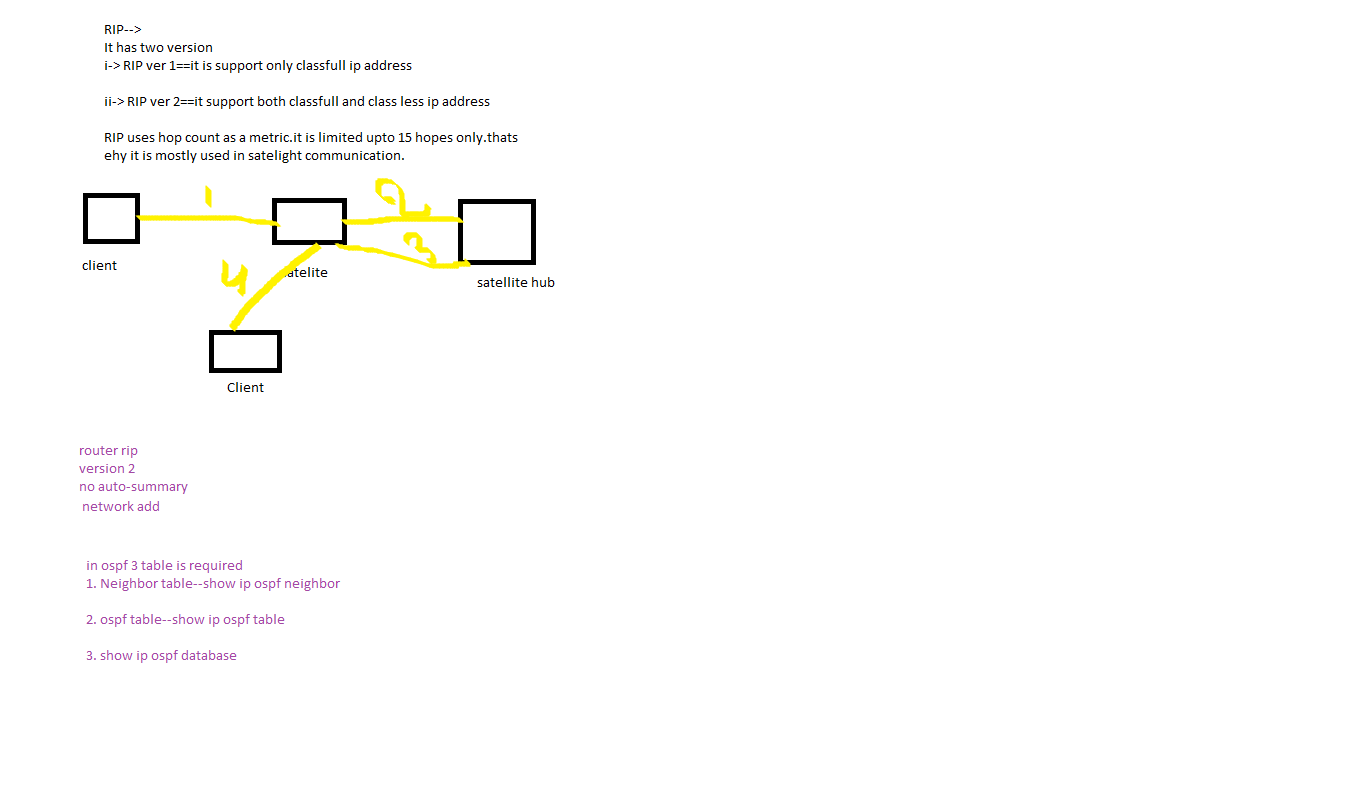 RIP-->
It has two version
i-> RIP ver 1==it is support only classfull ip address
ii-> RIP ver 2==it support both classfull and class less ip address
RIP uses hop count as a metric.it is limited upto 15 hopes only.thats
ehy it is mostly used in satelight communication.
1
2
3
client
atelite
satellite hub
4
Client
router rip
version 2
no auto-summary
network add
in ospf 3 table is required
1. Neighbor table--show ip ospf neighbor
2. ospf table--show ip ospf table
3. show ip ospf database